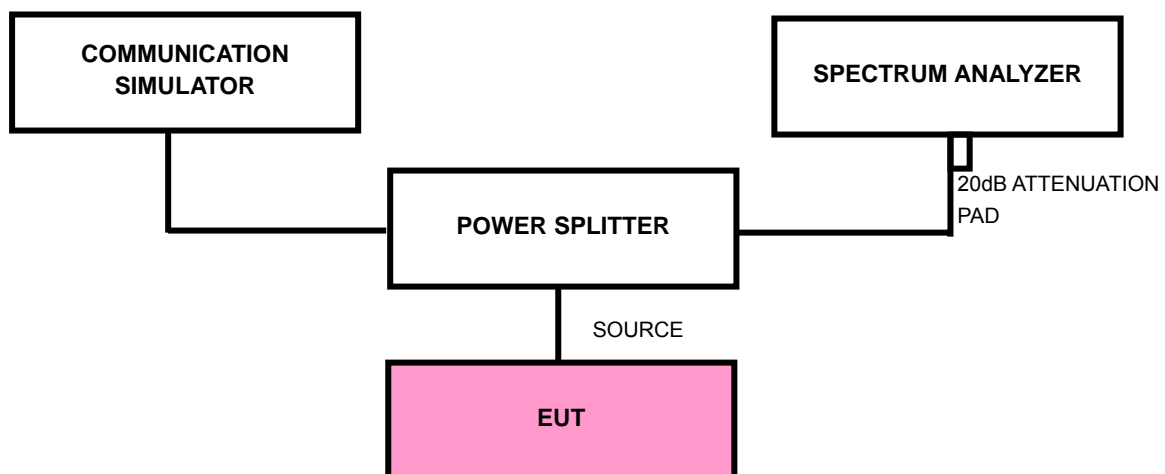 COMMUNICATION
SIMULATOR
SPECTRUM ANALYZER
20dB ATTENUATION
PAD
POWER SPLITTER
SOURCE
EUT